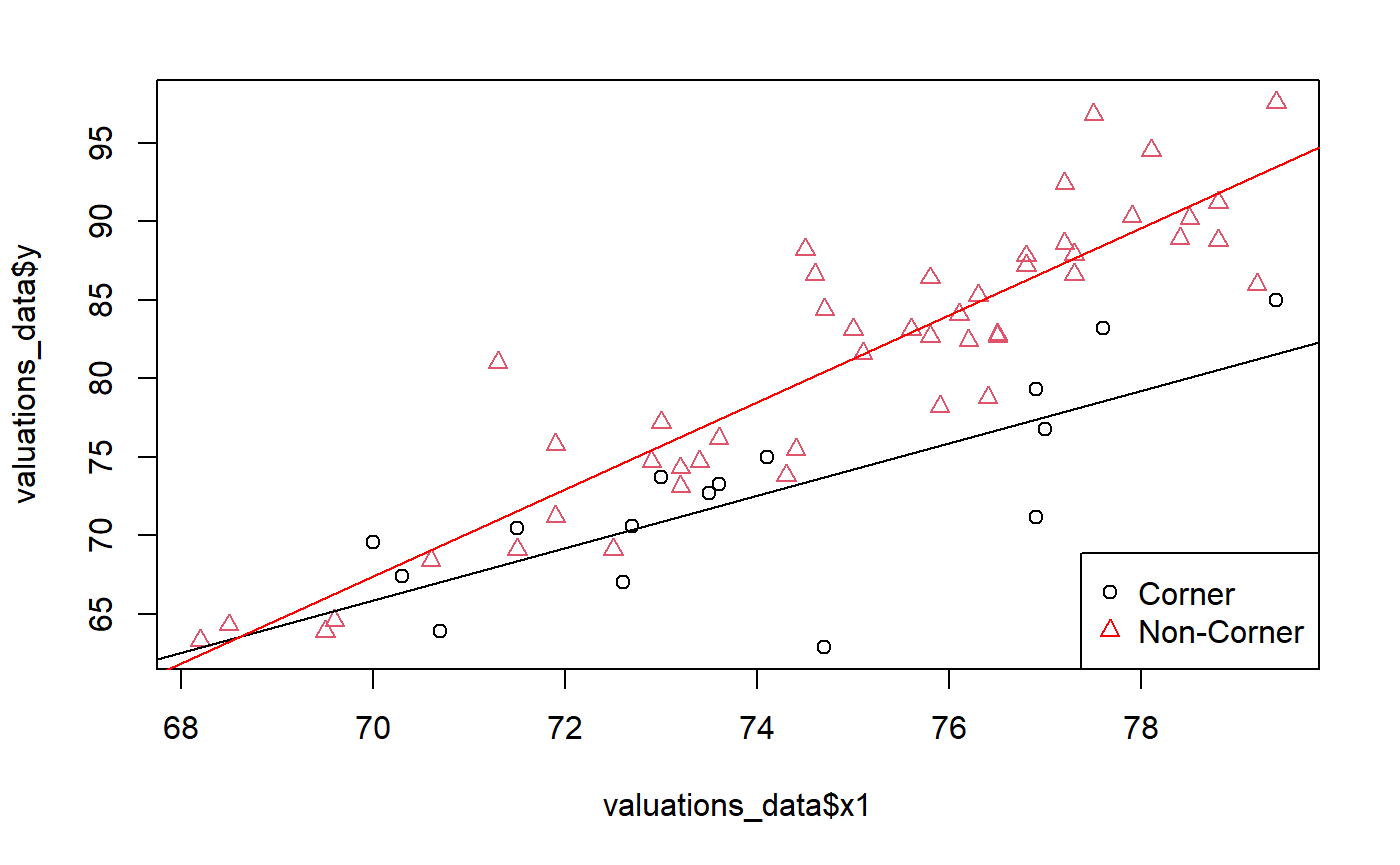 95
90
85
80
75
70
65
valuations_data$y
Corner
Non-Corner
68 70 72 74 76 78
valuations_data$x1